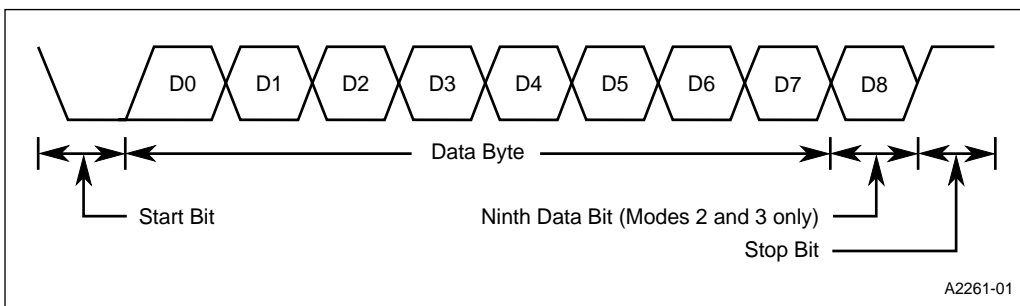 D0 D1 D2 D3 D4 D5 D6 D7 D8
Data Byte
Start Bit
Ninth Data Bit (Modes 2 and 3 only)
Stop Bit
A2261-01